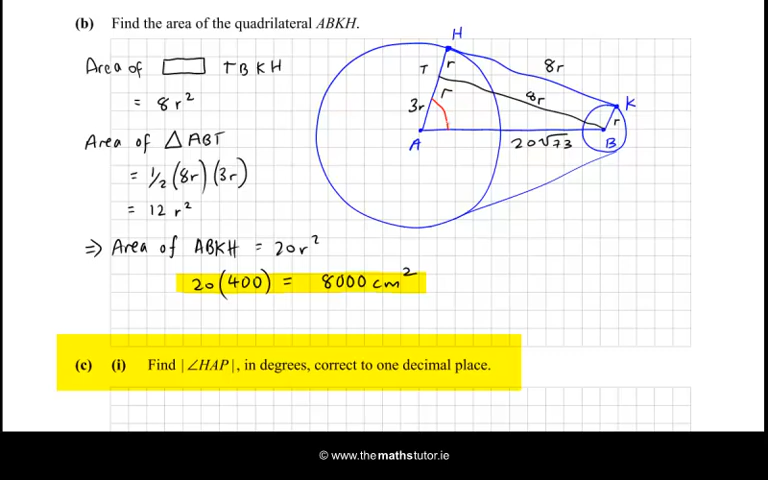 (b) Find the area of the quadrilateral ABKH.
Area of ▭ TBKH
= 8r²
Area of △ABT
= ½(8r)(3r)
= 12r²
⇒ Area of ABKH = 20r²
20(400) = 8000 cm²
H
T
r
8r
8r
K
3r
r
A
20√73
B
(c) (i) Find |∠HAP|, in degrees, correct to one decimal place.
© www.themathstutor.ie